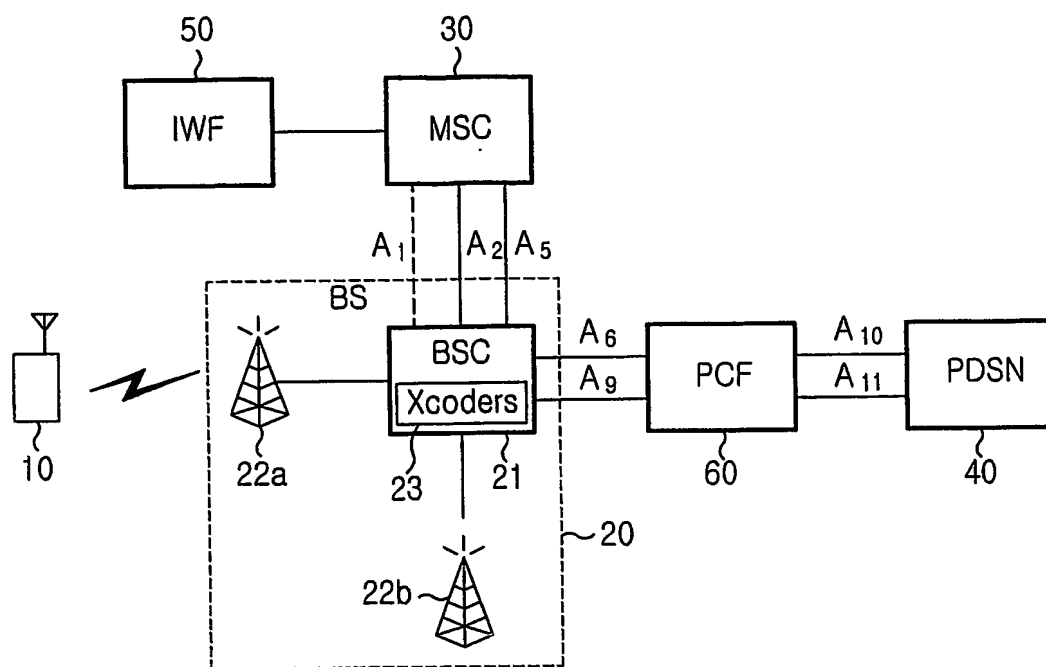 50
30
IWF
MSC
A1
A2
A5
BS
BSC
Xcoders
A6
A9
PCF
A10
A11
PDSN
10
22a
23
21
60
40
20
22b